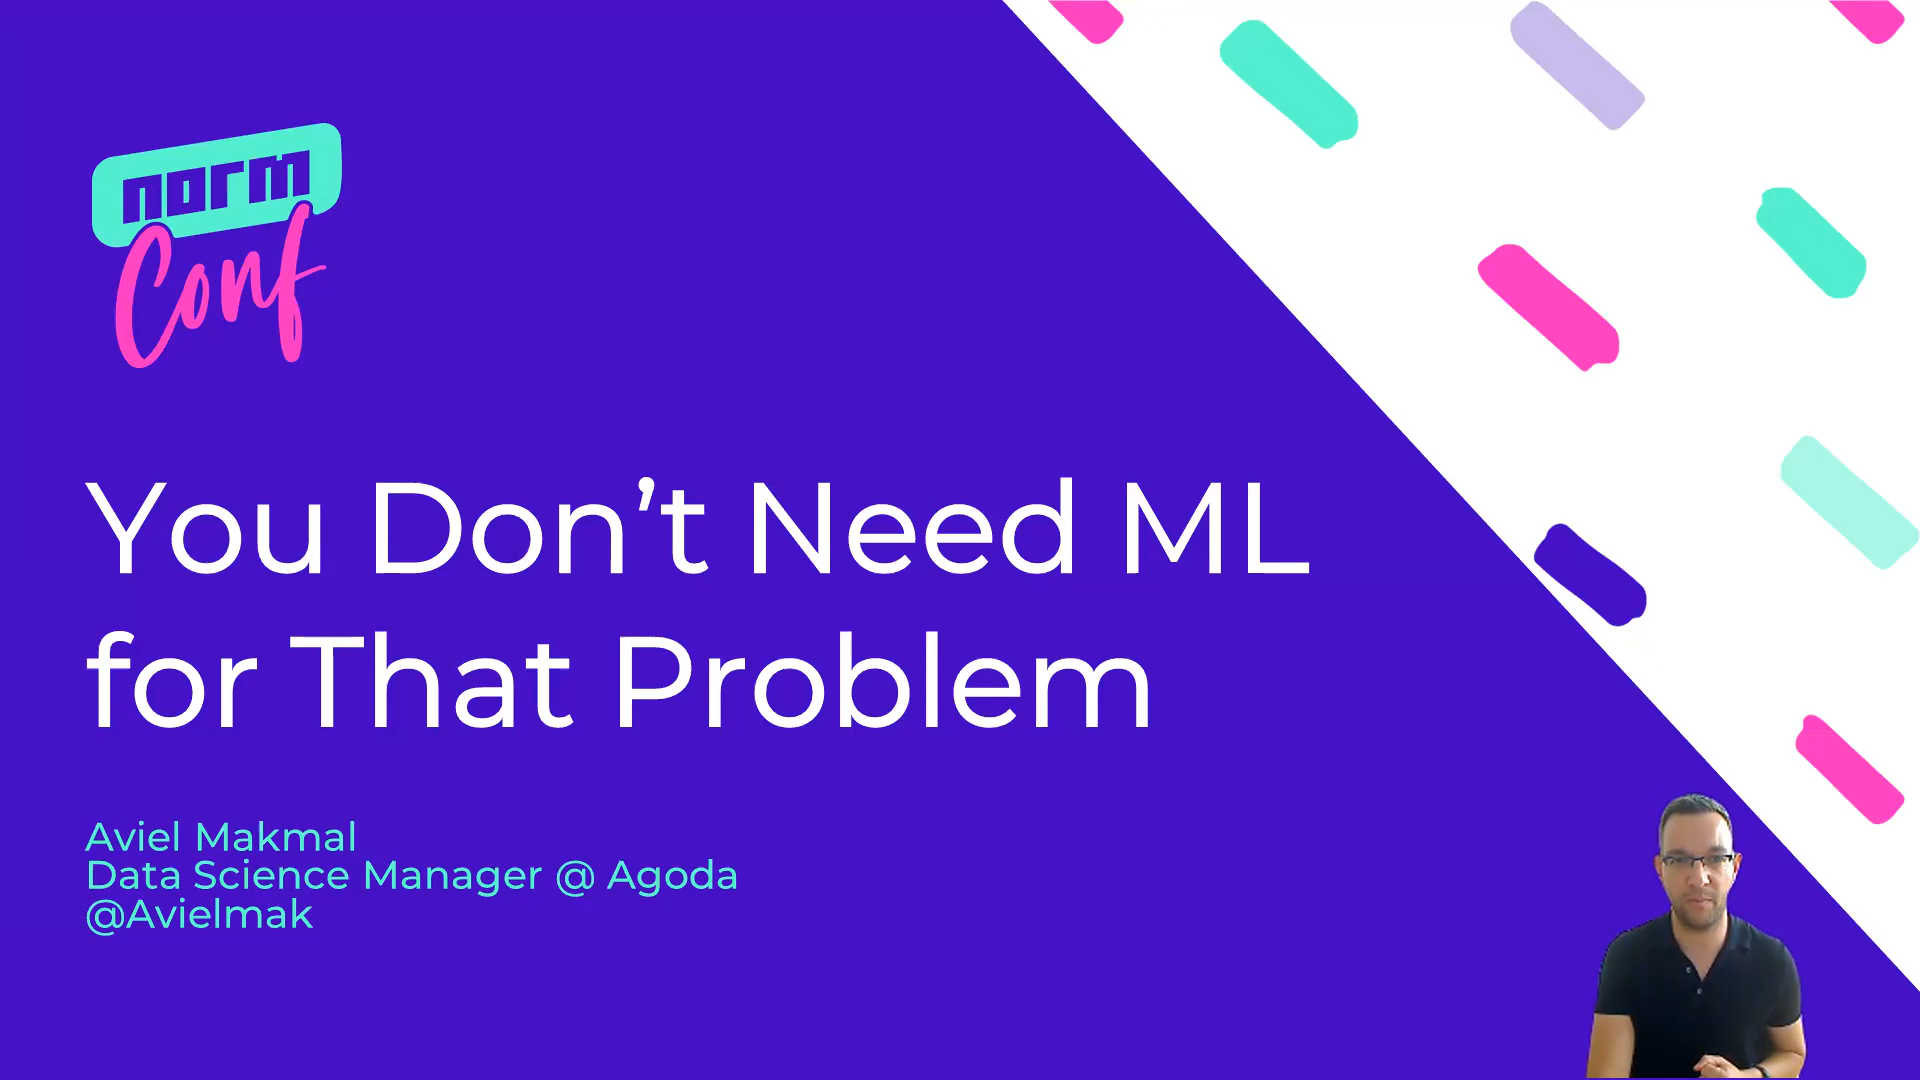 norm
Conf
You Don’t Need ML
for That Problem
Aviel Makmal
Data Science Manager @ Agoda
@Avielmak